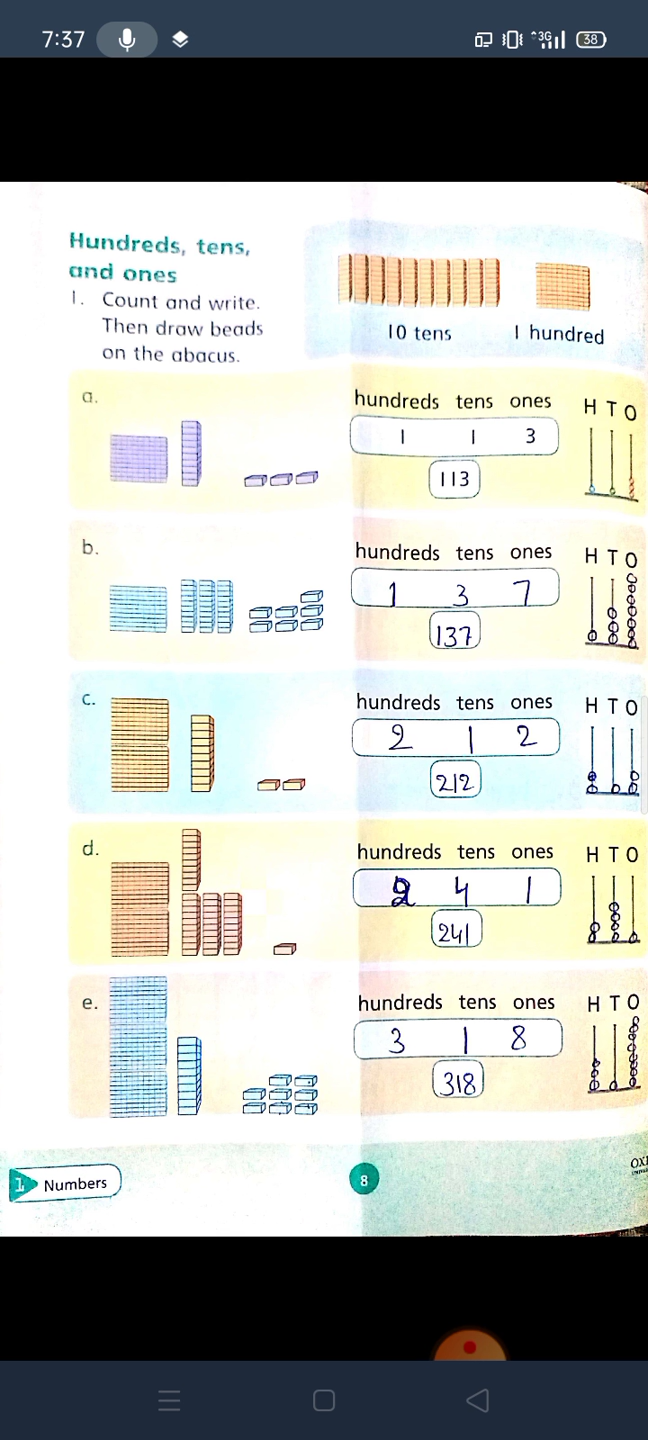 7:37
3G
38
Hundreds, tens,
and ones
1. Count and write.
Then draw beads
on the abacus.
10 tens 1 hundred
a.
hundreds tens ones
1 1 3
113
H T O
b.
hundreds tens ones
1 3 7
137
H T O
c.
hundreds tens ones
2 1 2
212
H T O
d.
hundreds tens ones
2 4 1
241
H T O
e.
hundreds tens ones
3 1 8
318
H T O
1 Numbers
8